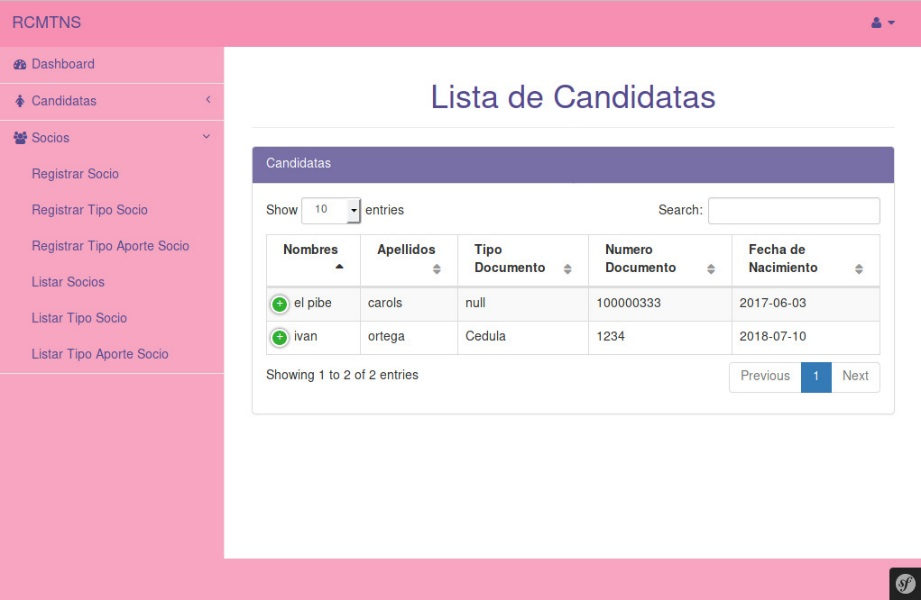 RCMTNS
Dashboard
Candidatas
Socios
Registrar Socio
Registrar Tipo Socio
Registrar Tipo Aporte Socio
Listar Socios
Listar Tipo Socio
Listar Tipo Aporte Socio
Lista de Candidatas
Candidatas
Show 10 entries Search:
Nombres Apellidos Tipo Documento Numero Documento Fecha de Nacimiento
el pibe carols null 100000333 2017-06-03
ivan ortega Cedula 1234 2018-07-10
Showing 1 to 2 of 2 entries Previous 1 Next
sf